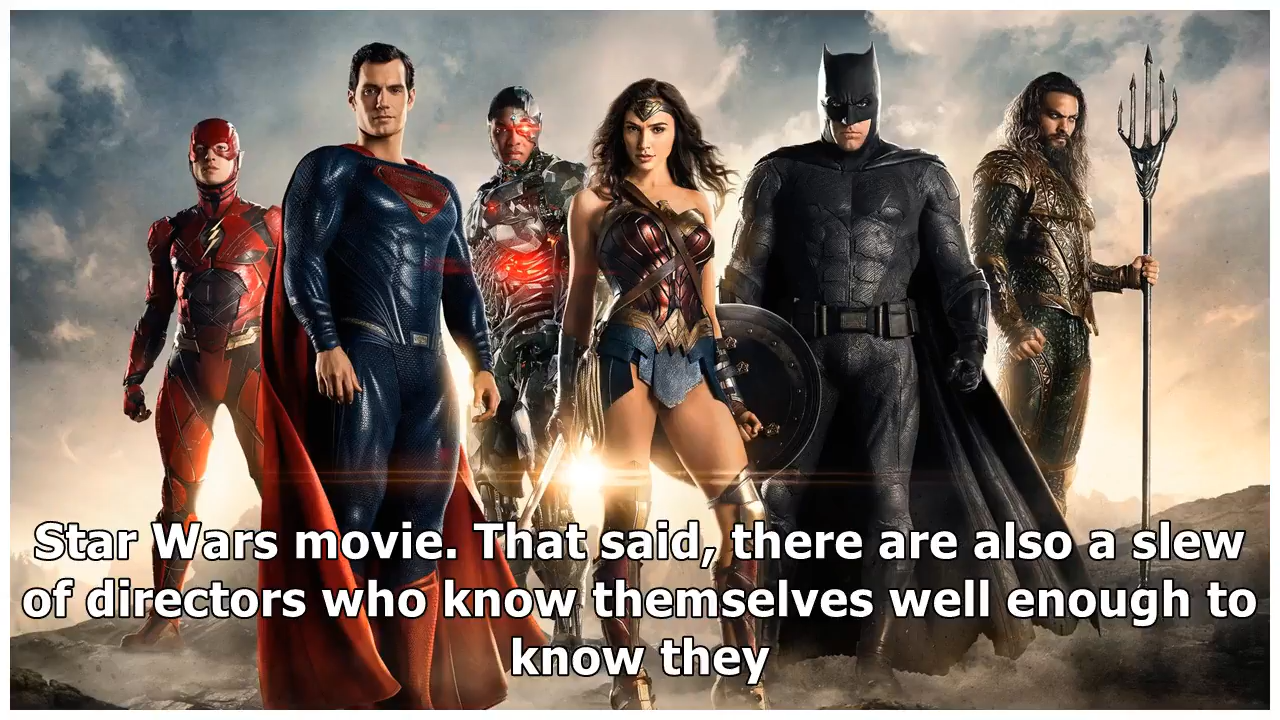 Star Wars movie. That said, there are also a slew
of directors who know themselves well enough to
know they